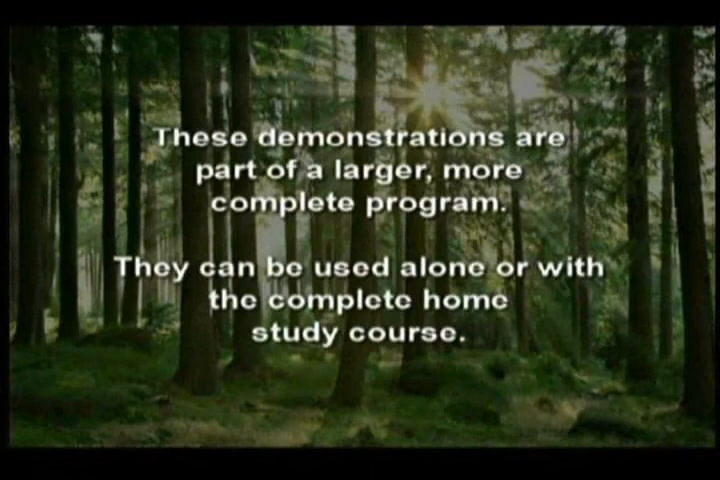 These demonstrations are
part of a larger, more
complete program.
They can be used alone or with
the complete home
study course.